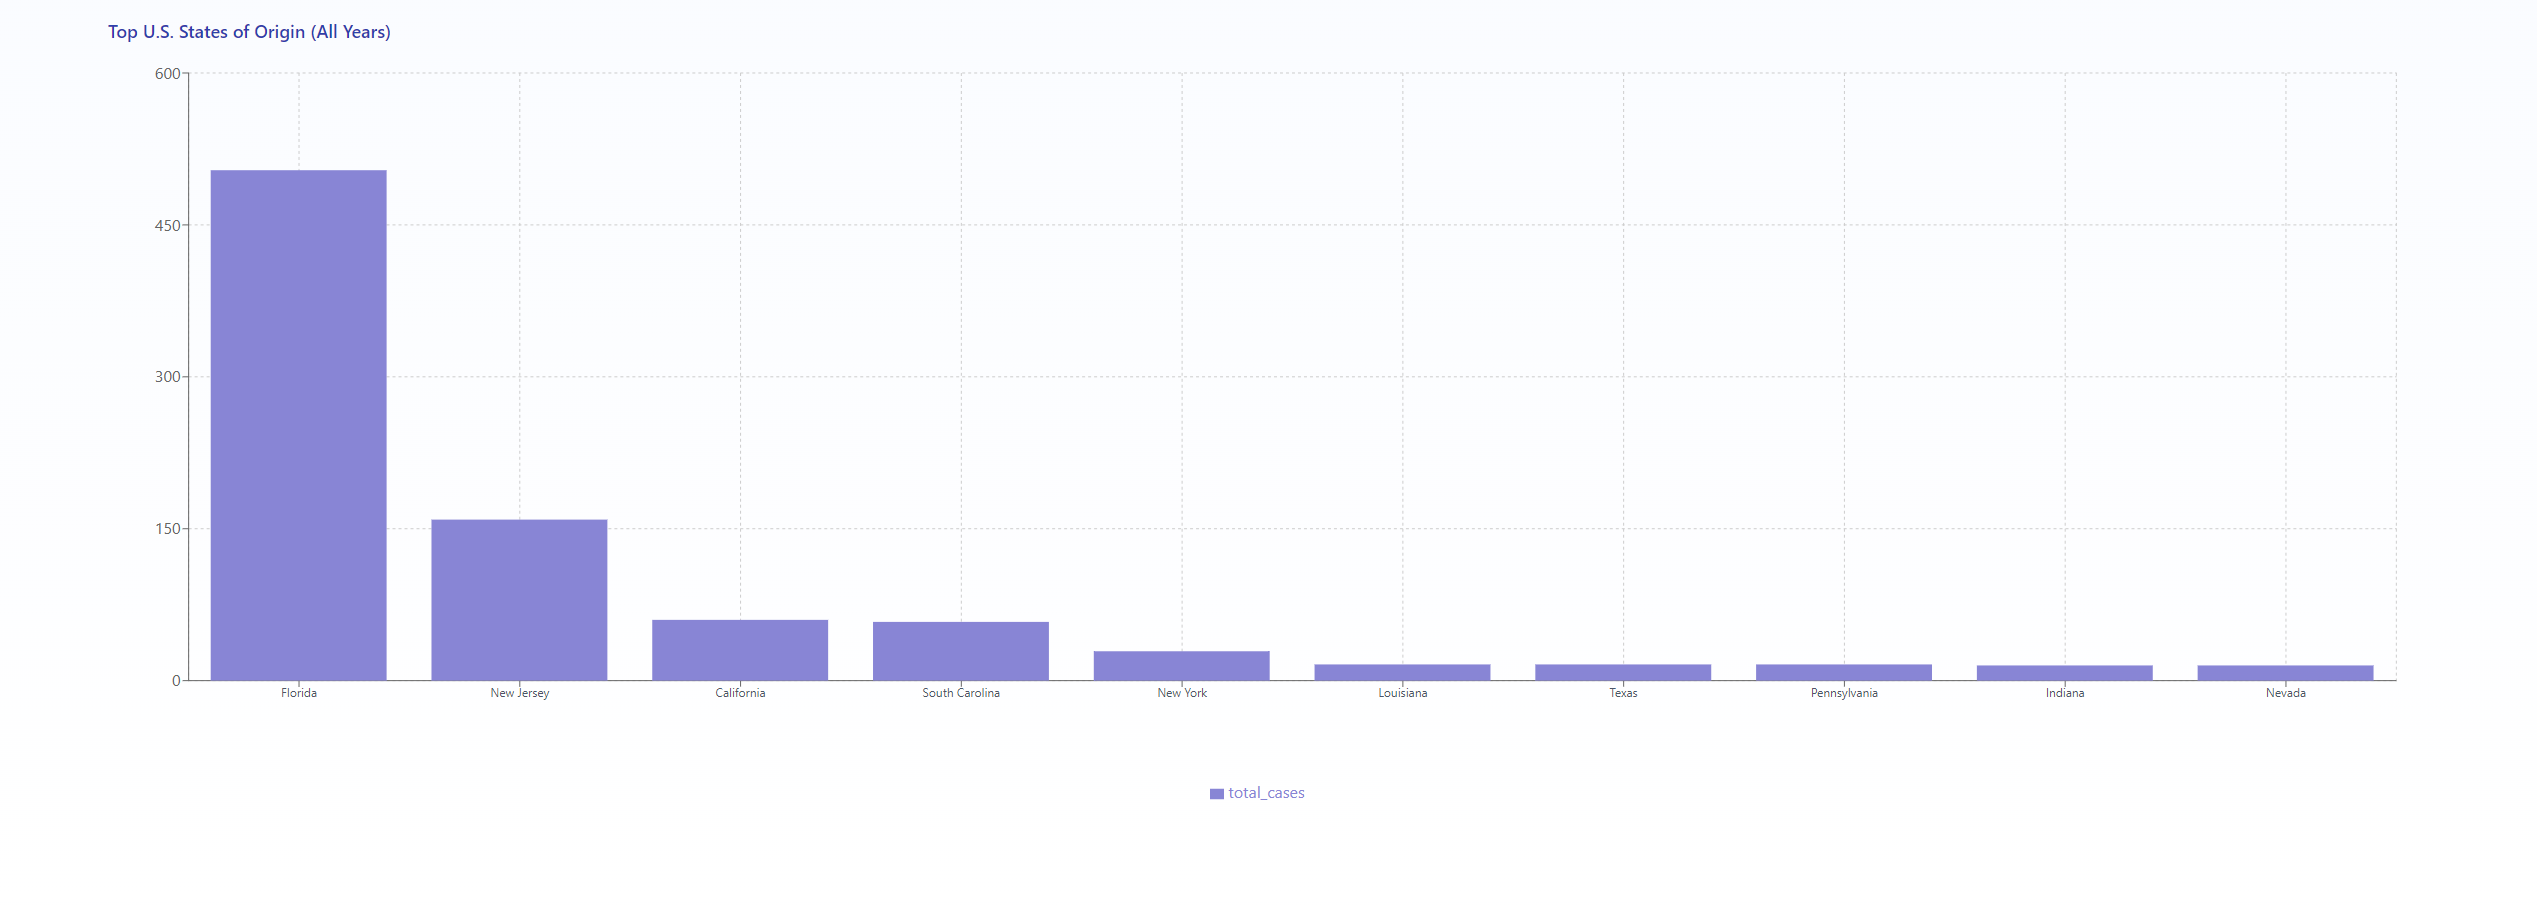 Top U.S. States of Origin (All Years)
600
450
300
150
0
Florida New Jersey California South Carolina New York Louisiana Texas Pennsylvania Indiana Nevada
total_cases